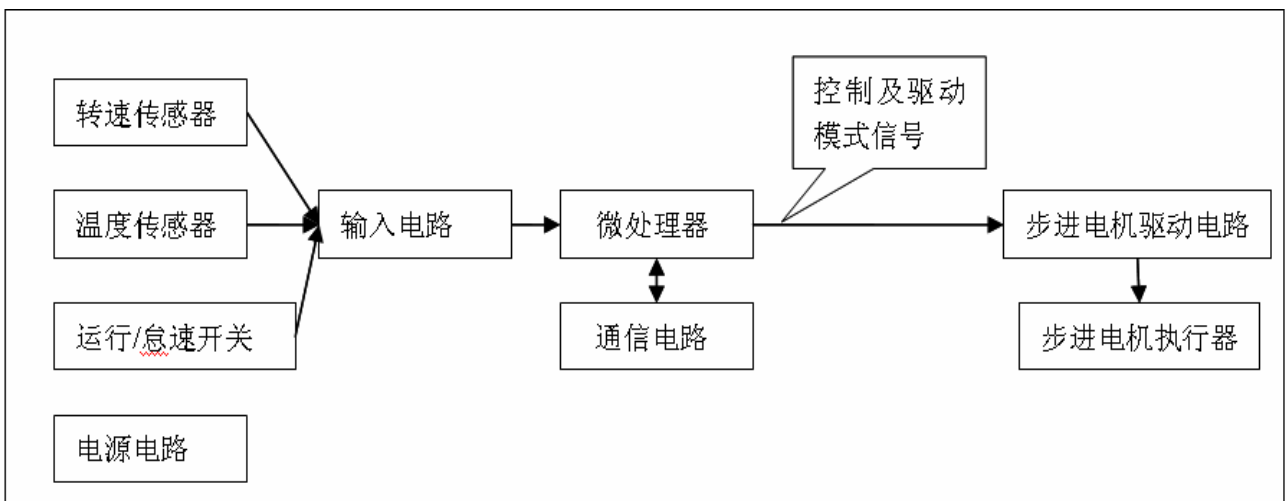 转速传感器
温度传感器
运行/怠速开关
电源电路
输入电路
微处理器
通信电路
控制及驱动
模式信号
步进电机驱动电路
步进电机执行器